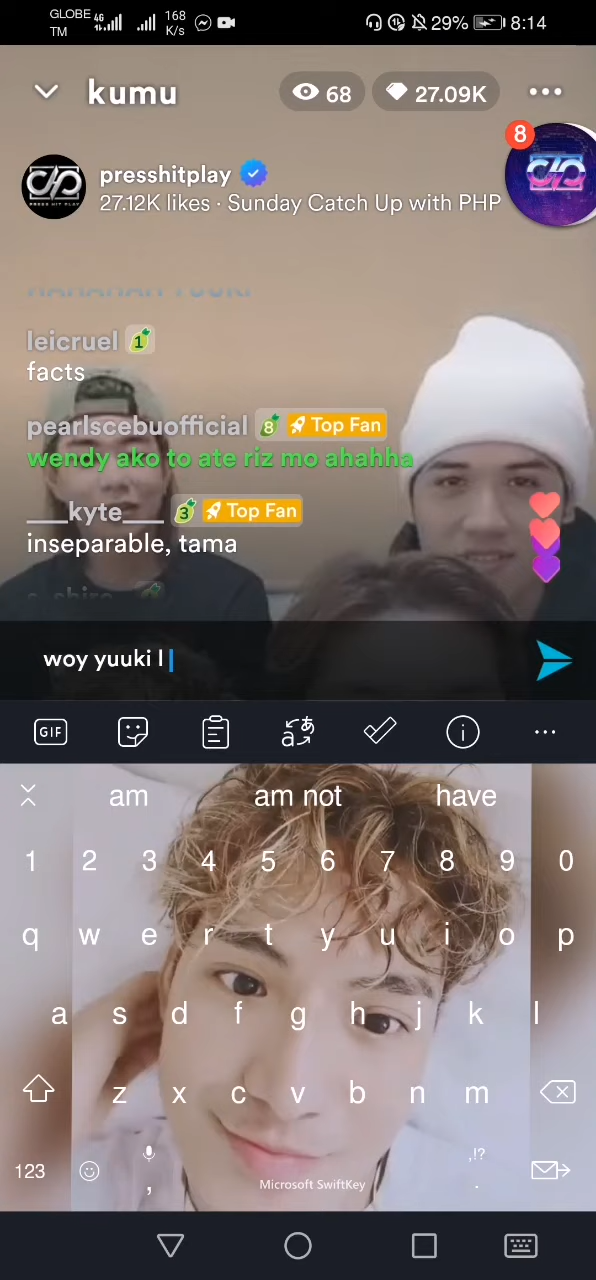 GLOBE
TM
4G
168
K/s
29%
8:14
kumu
68
27.09K
8
presshitplay
27.12K likes · Sunday Catch Up with PHP
PRESS HIT PLAY
leicruel 1
facts
pearlscebuofficial 8 Top Fan
wendy ako to ate riz mo ahahha
___kyte___ 3 Top Fan
inseparable, tama
woy yuuki I
GIF
am am not have
1 2 3 4 5 6 7 8 9 0
q w e r t y u i o p
a s d f g h j k l
z x c v b n m
123 , Microsoft SwiftKey ,!? .